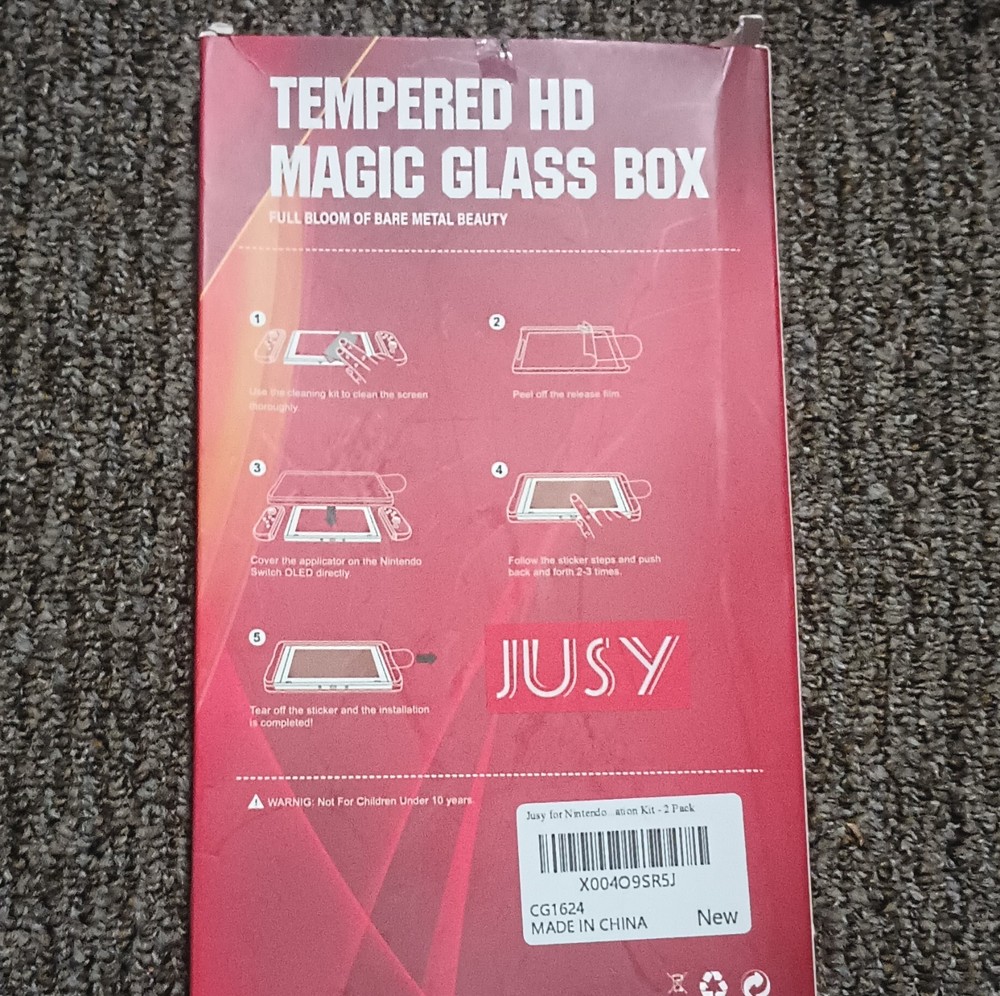 TEMPERED HD
MAGIC GLASS BOX
FULL BLOOM OF BARE METAL BEAUTY
1
Use the cleaning kit to clean the screen
thoroughly.
2
Peel off the release film.
3
Cover the applicator on the Nintendo
Switch OLED directly
4
Follow the sticker steps and push
back and forth 2-3 times.
5
Tear off the sticker and the installation
is completed!
JUSY
WARNIG: Not For Children Under 10 years.
Jusy for Nintendo...ation Kit - 2 Pack
X004O9SR5J
CG1624
MADE IN CHINA New